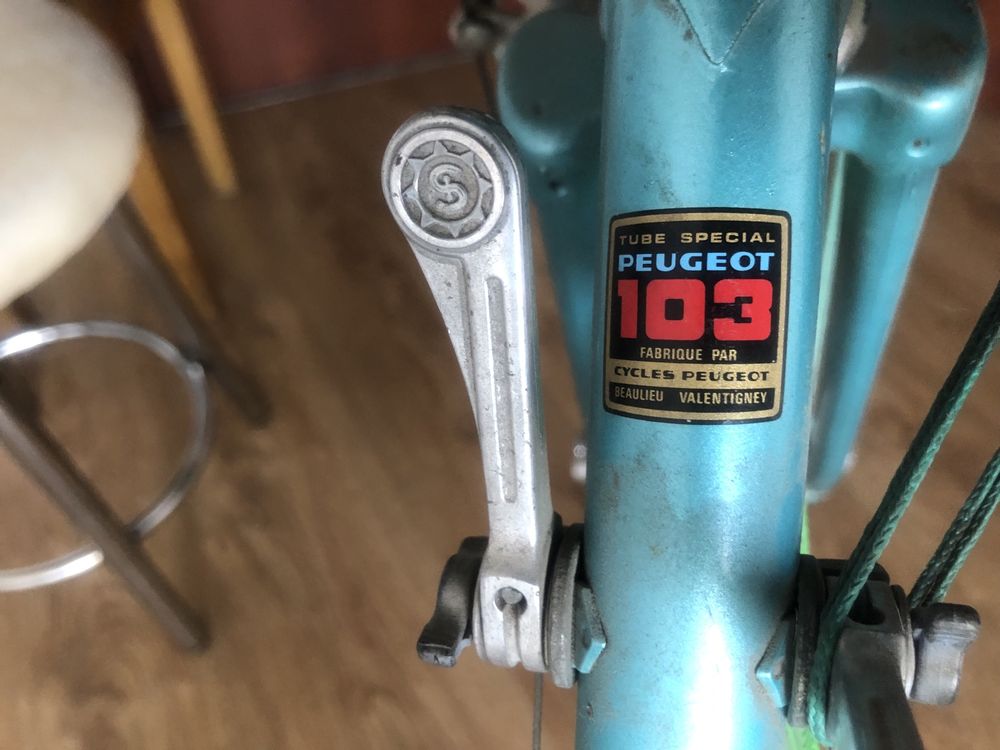 S
TUBE SPECIAL
PEUGEOT
103
FABRIQUE PAR
CYCLES PEUGEOT
BEAULIEU VALENTIGNEY